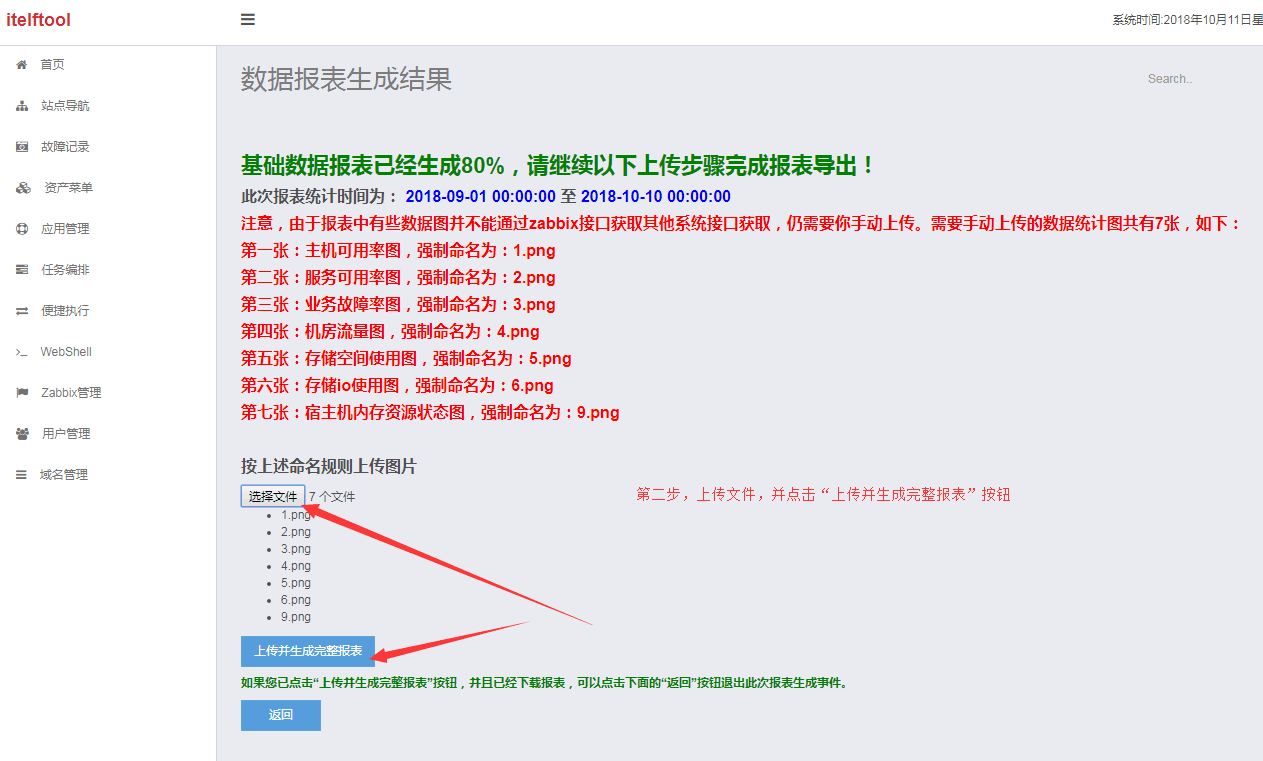 itelftool
系统时间:2018年10月11日星
首页
站点导航
故障记录
资产菜单
应用管理
任务编排
便捷执行
WebShell
Zabbix管理
用户管理
域名管理
数据报表生成结果
Search..
基础数据报表已经生成80%，请继续以下上传步骤完成报表导出！
此次报表统计时间为： 2018-09-01 00:00:00 至 2018-10-10 00:00:00
注意，由于报表中有些数据图并不能通过zabbix接口获取其他系统接口获取，仍需要你手动上传。需要手动上传的数据统计图共有7张，如下：
第一张：主机可用率图，强制命名为：1.png
第二张：服务可用率图，强制命名为：2.png
第三张：业务故障率图，强制命名为：3.png
第四张：机房流量图，强制命名为：4.png
第五张：存储空间使用图，强制命名为：5.png
第六张：存储io使用图，强制命名为：6.png
第七张：宿主机内存资源状态图，强制命名为：9.png
按上述命名规则上传图片
选择文件 7 个文件
第二步，上传文件，并点击“上传并生成完整报表”按钮
1.png
2.png
3.png
4.png
5.png
6.png
9.png
上传并生成完整报表
如果您已点击“上传并生成完整报表”按钮，并且已经下载报表，可以点击下面的“返回”按钮退出此次报表生成事件。
返回